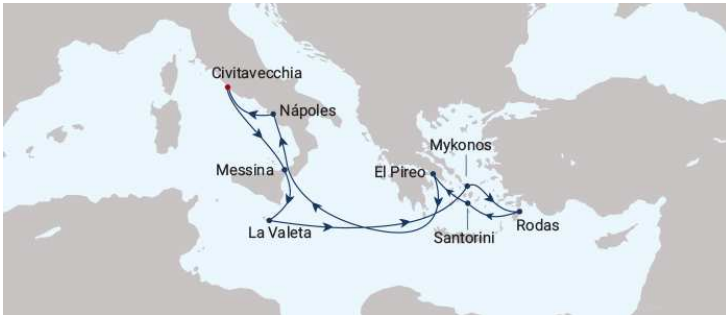 Civitavecchia
Nápoles
Mykonos
Messina
El Pireo
La Valeta
Santorini
Rodas